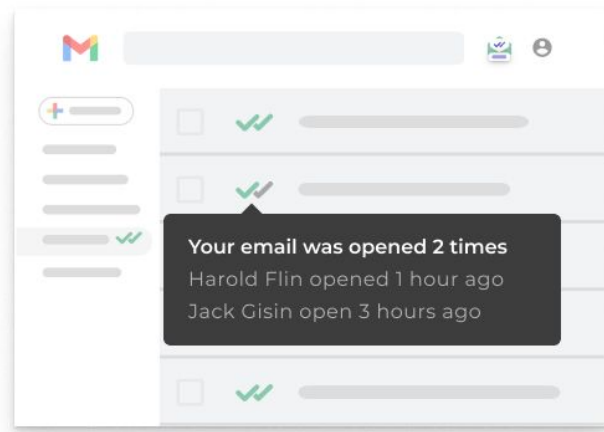 Your email was opened 2 times
Harold Flin opened 1 hour ago
Jack Gisin open 3 hours ago